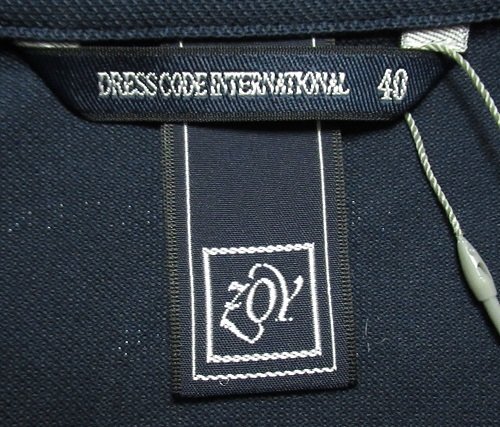 DRESS CODE INTERNATIONAL 40
ZOY